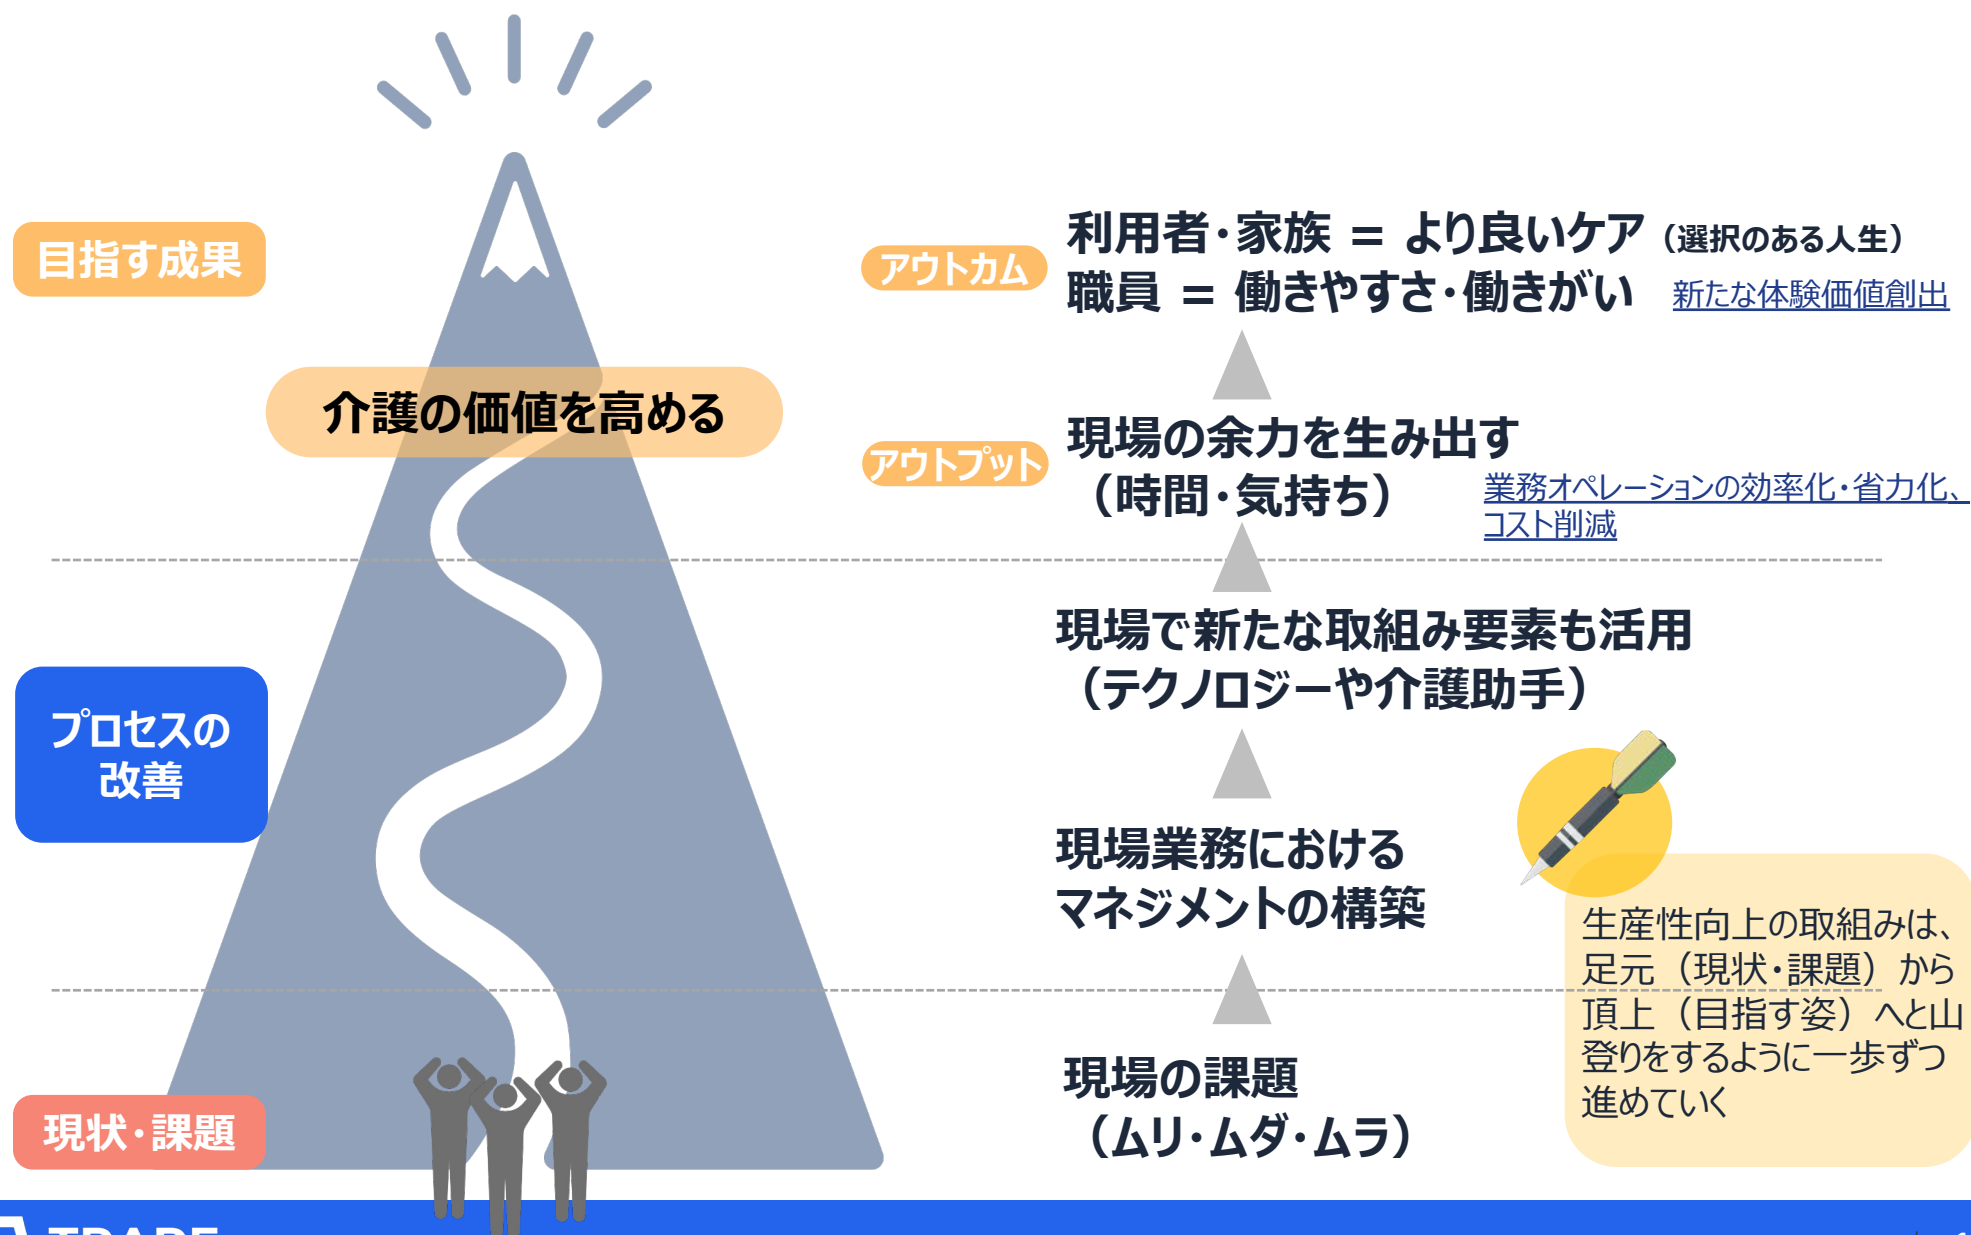 目指す成果
アウトカム
利用者・家族 = より良いケア（選択のある人生）
職員 = 働きやすさ・働きがい 新たな体験価値創出
介護の価値を高める
アウトプット
現場の余力を生み出す
（時間・気持ち）
業務オペレーションの効率化・省力化、
コスト削減
プロセスの
改善
現場で新たな取組み要素も活用
（テクノロジーや介護助手）
現場業務における
マネジメントの構築
生産性向上の取組みは、
足元（現状・課題）から
頂上（目指す姿）へと山
登りをするように一歩ずつ
進めていく
現状・課題
現場の課題
（ムリ・ムダ・ムラ）